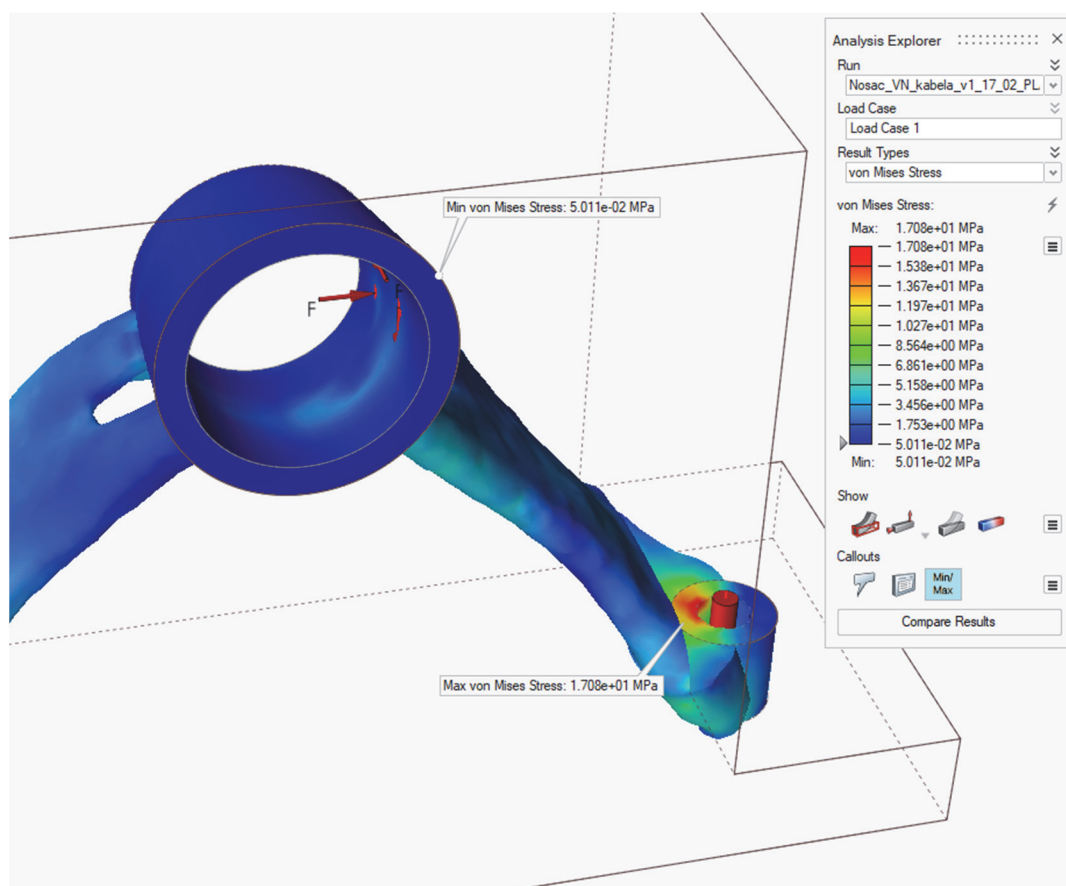 Analysis Explorer
Run
Nosac_VN_kabela_v1_17_02_PL.
Load Case
Load Case 1
Result Types
von Mises Stress
von Mises Stress:
Max: 1.708e+01 MPa
1.708e+01 MPa
1.538e+01 MPa
1.367e+01 MPa
1.197e+01 MPa
1.027e+01 MPa
8.564e+00 MPa
6.861e+00 MPa
5.158e+00 MPa
3.456e+00 MPa
1.753e+00 MPa
5.011e-02 MPa
Min: 5.011e-02 MPa
Show
Callouts
Min/
Max
Compare Results
Min von Mises Stress: 5.011e-02 MPa
F
F
Max von Mises Stress: 1.708e+01 MPa